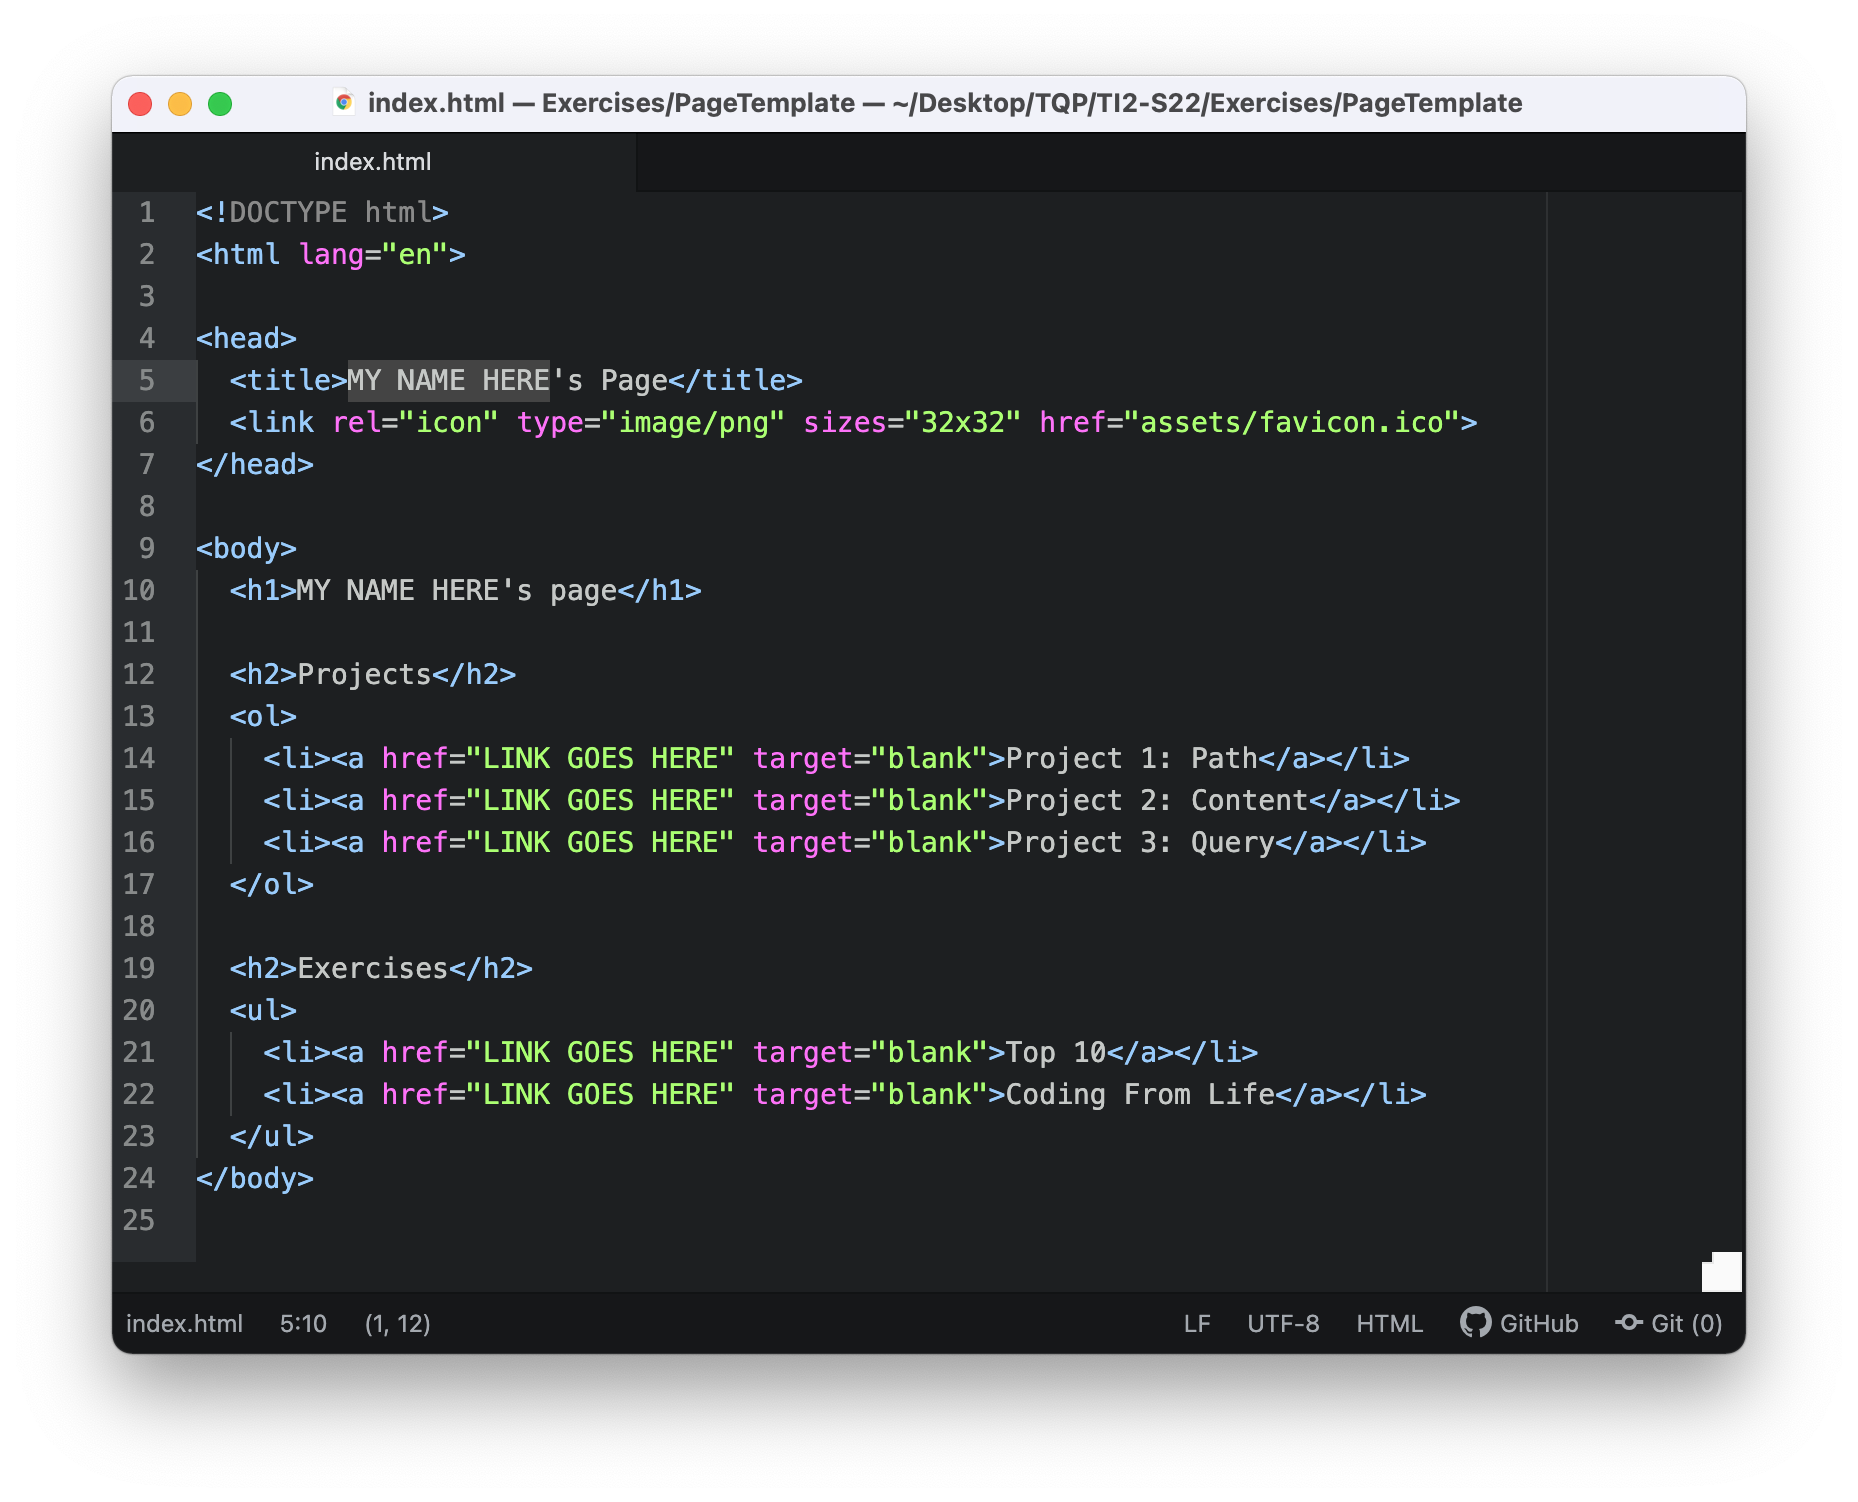 index.html — Exercises/PageTemplate — ~/Desktop/TQP/TI2-S22/Exercises/PageTemplate
index.html
1 <!DOCTYPE html>
2 <html lang="en">
3
4 <head>
5   <title>MY NAME HERE's Page</title>
6   <link rel="icon" type="image/png" sizes="32x32" href="assets/favicon.ico">
7 </head>
8
9 <body>
10   <h1>MY NAME HERE's page</h1>
11
12   <h2>Projects</h2>
13   <ol>
14     <li><a href="LINK GOES HERE" target="blank">Project 1: Path</a></li>
15     <li><a href="LINK GOES HERE" target="blank">Project 2: Content</a></li>
16     <li><a href="LINK GOES HERE" target="blank">Project 3: Query</a></li>
17   </ol>
18
19   <h2>Exercises</h2>
20   <ul>
21     <li><a href="LINK GOES HERE" target="blank">Top 10</a></li>
22     <li><a href="LINK GOES HERE" target="blank">Coding From Life</a></li>
23   </ul>
24 </body>
25
index.html 5:10 (1, 12) LF UTF-8 HTML GitHub Git (0)